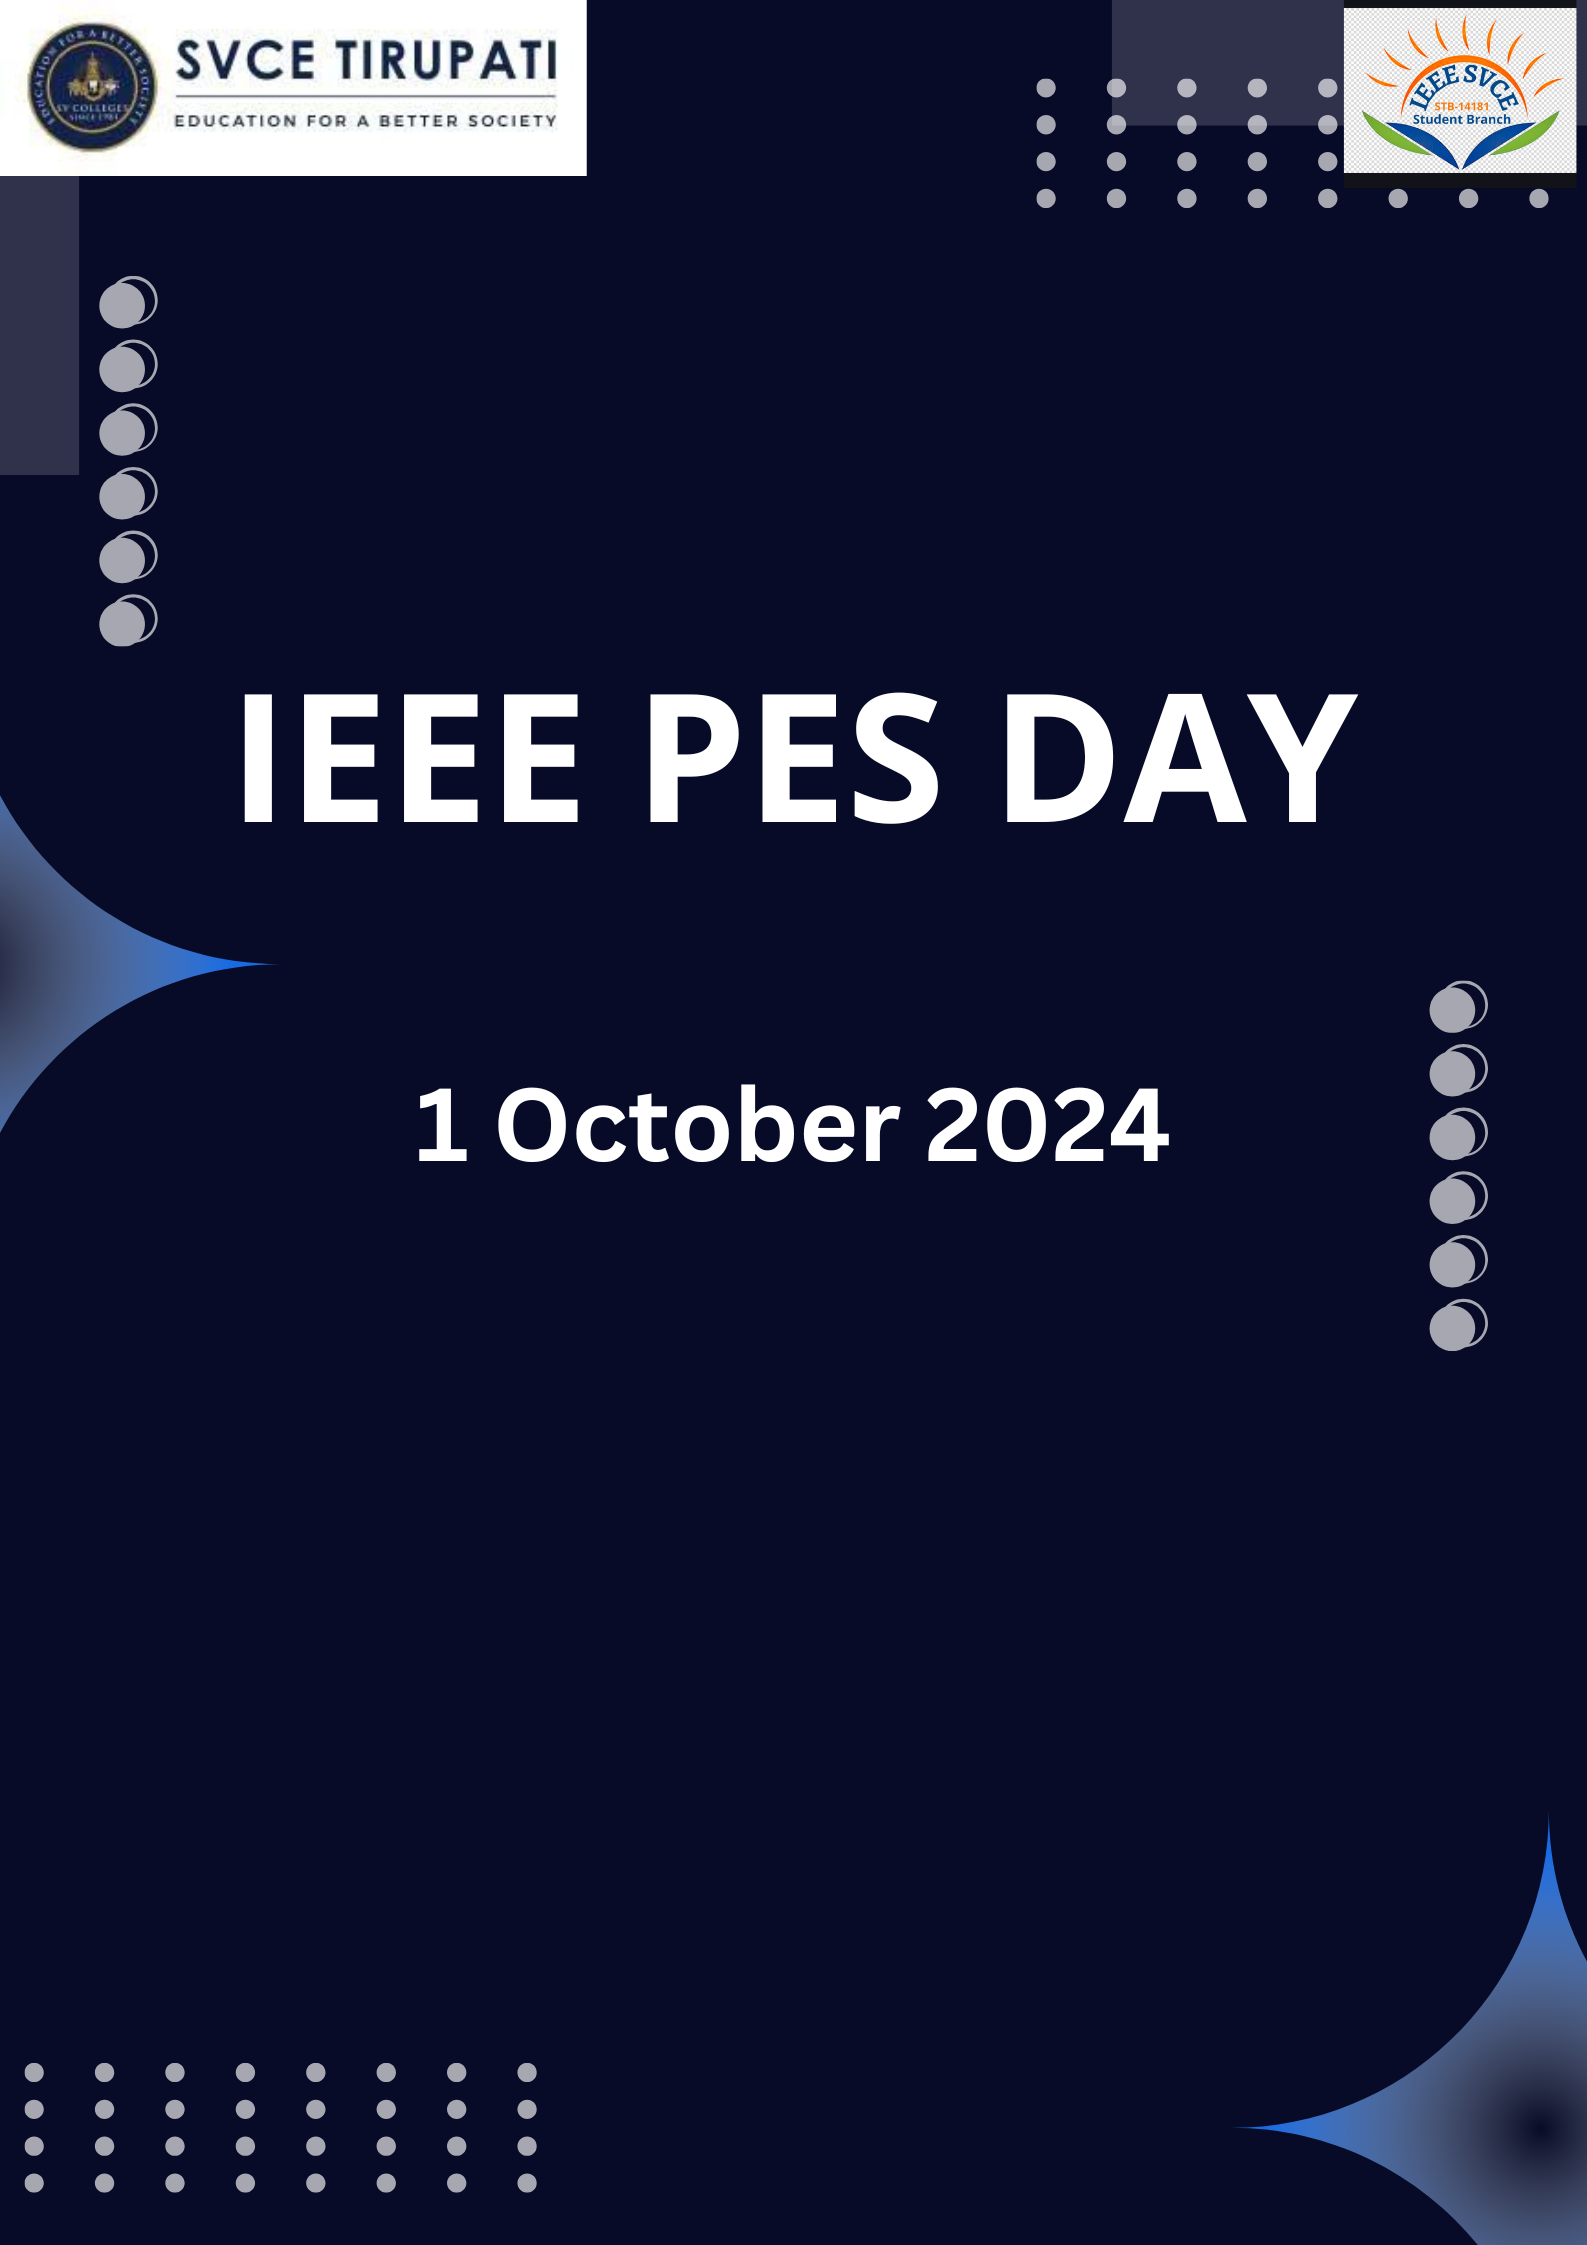 EDUCATION FOR A BETTER SOCIETY
SV COLLEGES
SINCE 1984
SVCE TIRUPATI
EDUCATION FOR A BETTER SOCIETY
IEEE SVCE
STB-14181
Student Branch
IEEE PES DAY
1 October 2024